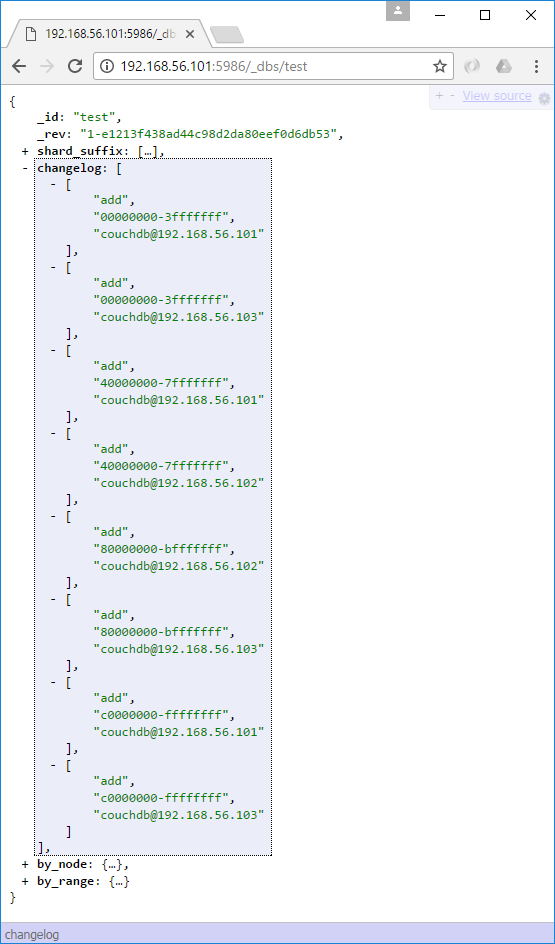 192.168.56.101:5986/_dbs
192.168.56.101:5986/_dbs/test
+ - View source
{
_id: "test",
_rev: "1-e1213f438ad44c98d2da80eef0d6db53",
+ shard_suffix: […],
- changelog: [
- [
"add",
"00000000-3fffffff",
"couchdb@192.168.56.101"
],
- [
"add",
"00000000-3fffffff",
"couchdb@192.168.56.103"
],
- [
"add",
"40000000-7fffffff",
"couchdb@192.168.56.101"
],
- [
"add",
"40000000-7fffffff",
"couchdb@192.168.56.102"
],
- [
"add",
"80000000-bfffffff",
"couchdb@192.168.56.102"
],
- [
"add",
"80000000-bfffffff",
"couchdb@192.168.56.103"
],
- [
"add",
"c0000000-ffffffff",
"couchdb@192.168.56.101"
],
- [
"add",
"c0000000-ffffffff",
"couchdb@192.168.56.103"
]
],
+ by_node: {…},
+ by_range: {…}
}
changelog